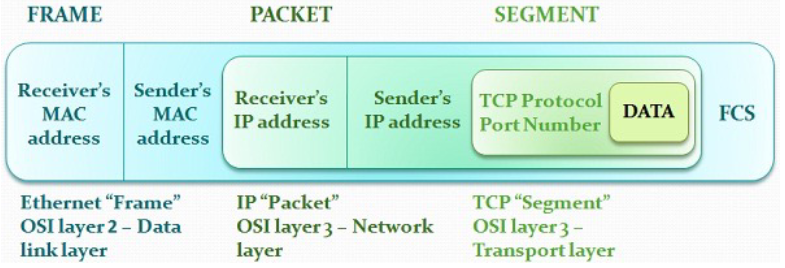 FRAME
PACKET
SEGMENT
Receiver's
MAC
address
Sender's
MAC
address
Receiver's
IP address
Sender's
IP address
TCP Protocol
Port Number
DATA
FCS
Ethernet “Frame”
OSI layer 2 – Data
link layer
IP “Packet”
OSI layer 3 – Network
layer
TCP “Segment”
OSI layer 3 –
Transport layer